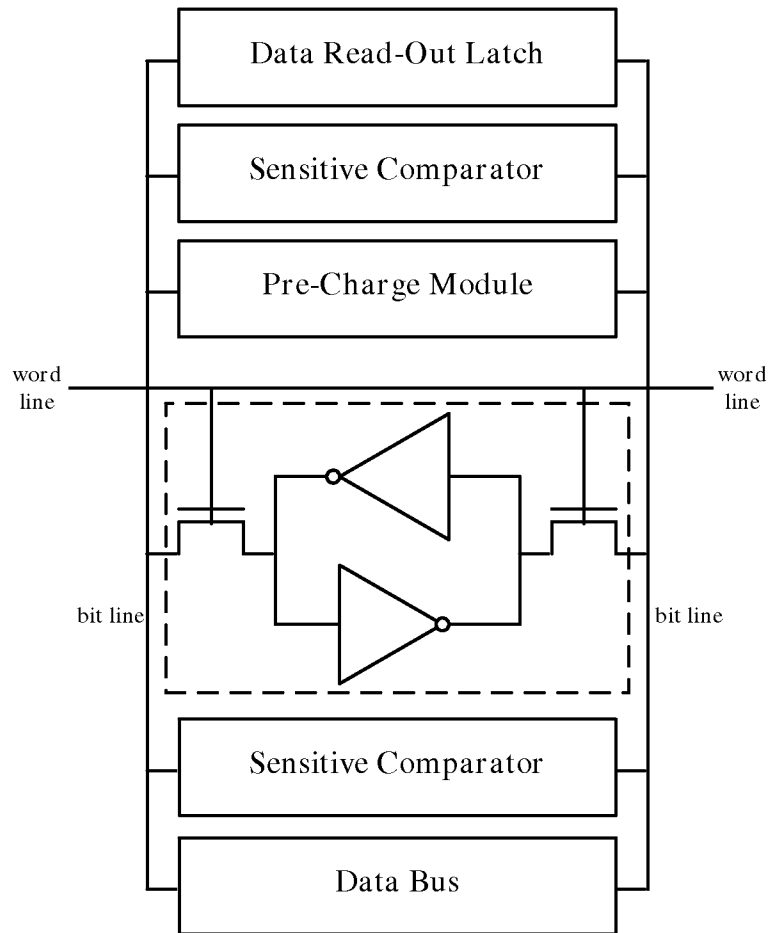 Data Read-Out Latch
Sensitive Comparator
Pre-Charge Module
word
line
word
line
bit line
bit line
Sensitive Comparator
Data Bus